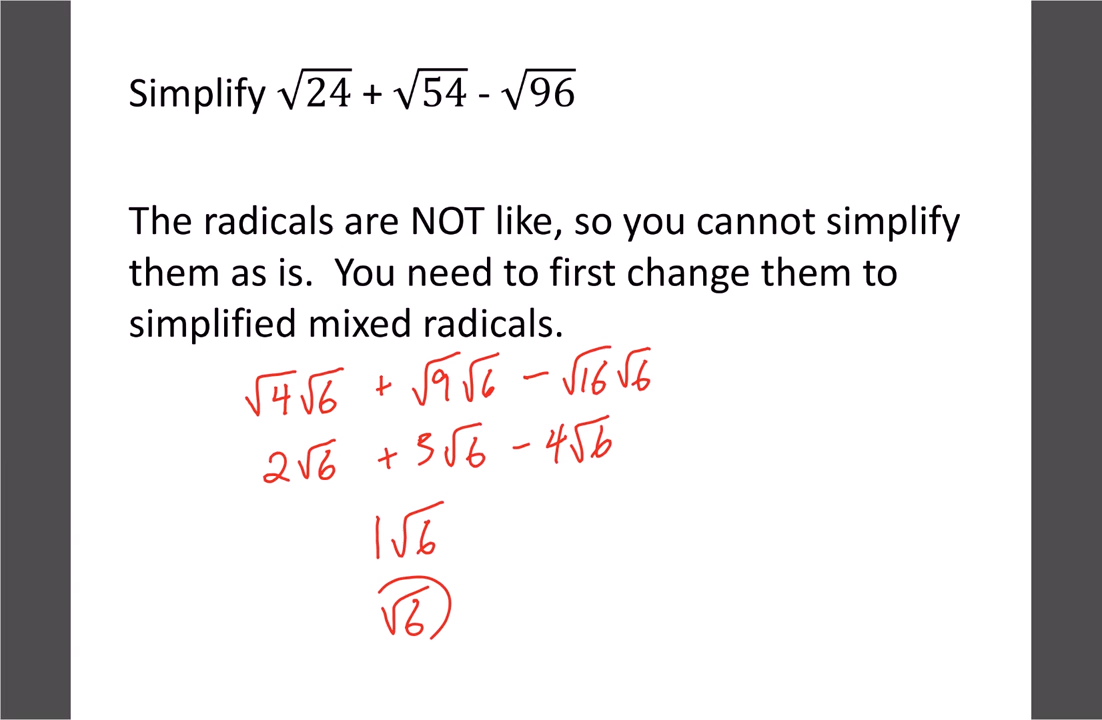 Simplify √24 + √54 - √96
The radicals are NOT like, so you cannot simplify
them as is.  You need to first change them to
simplified mixed radicals.
√4√6 + √9√6 - √16√6
2√6 + 3√6 - 4√6
1√6
√6